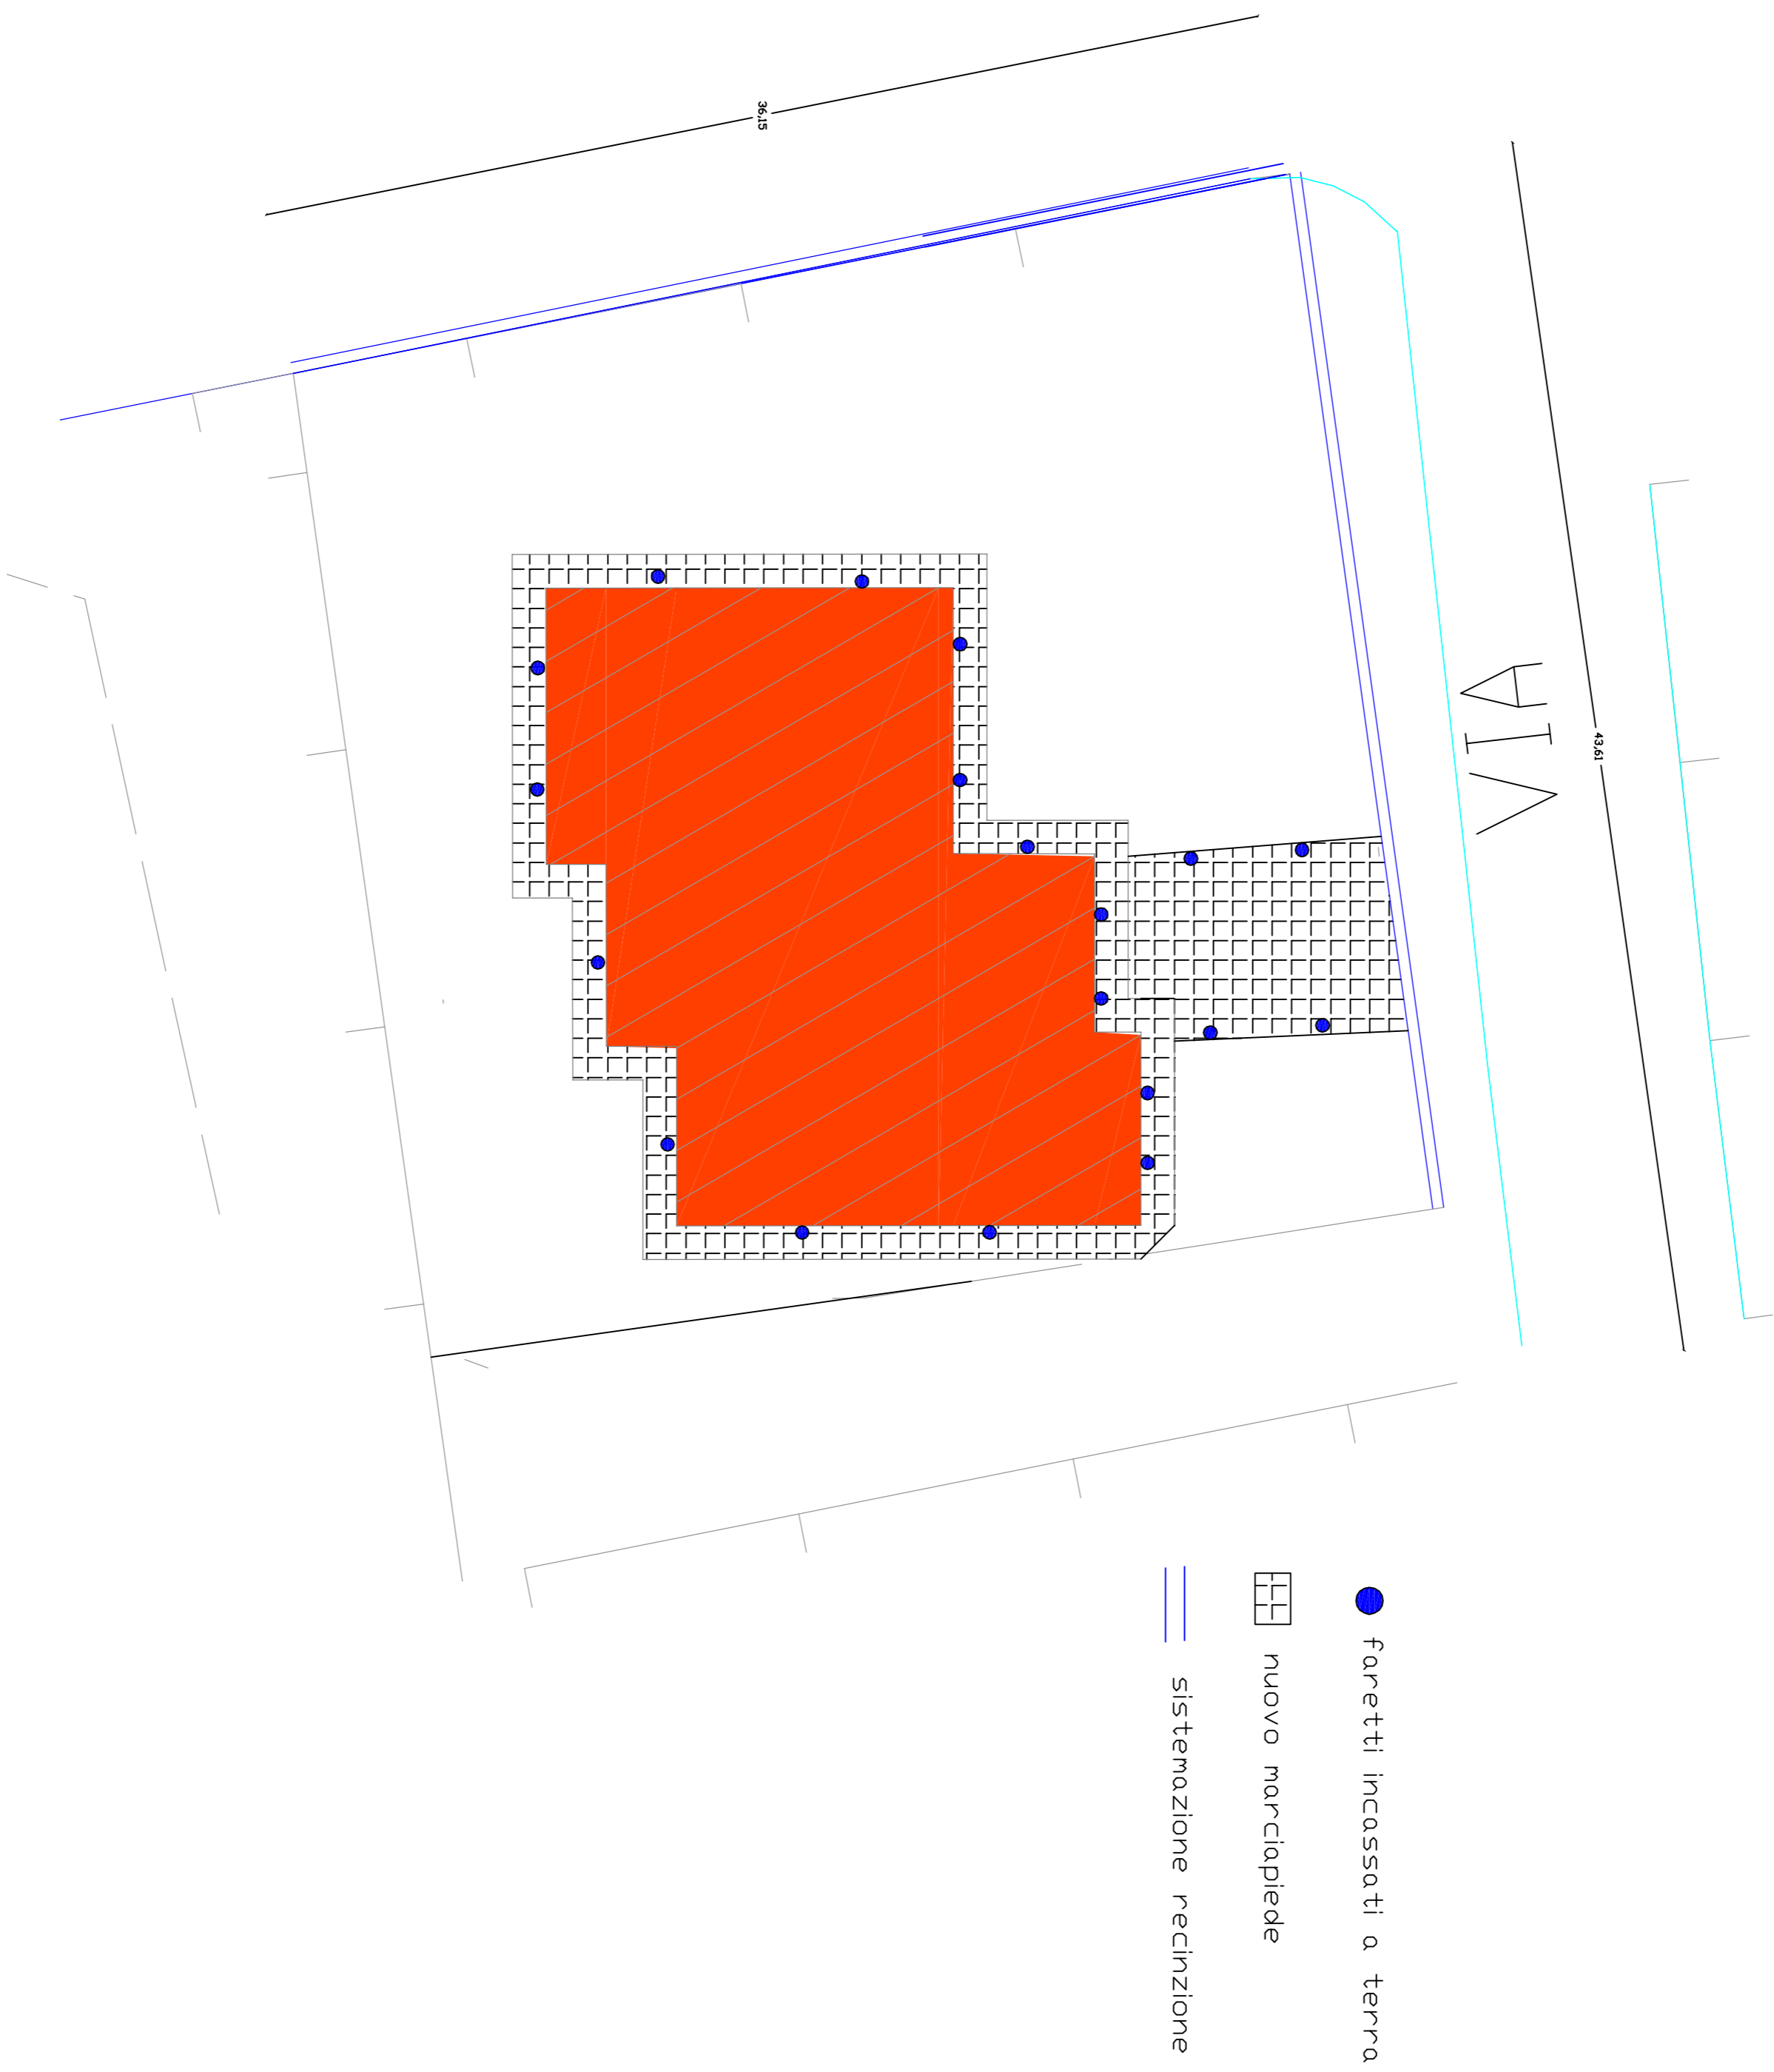 36,15
43,61
VIA
faretti incassati a terra
nuovo marciapiede
sistemazione recinzione